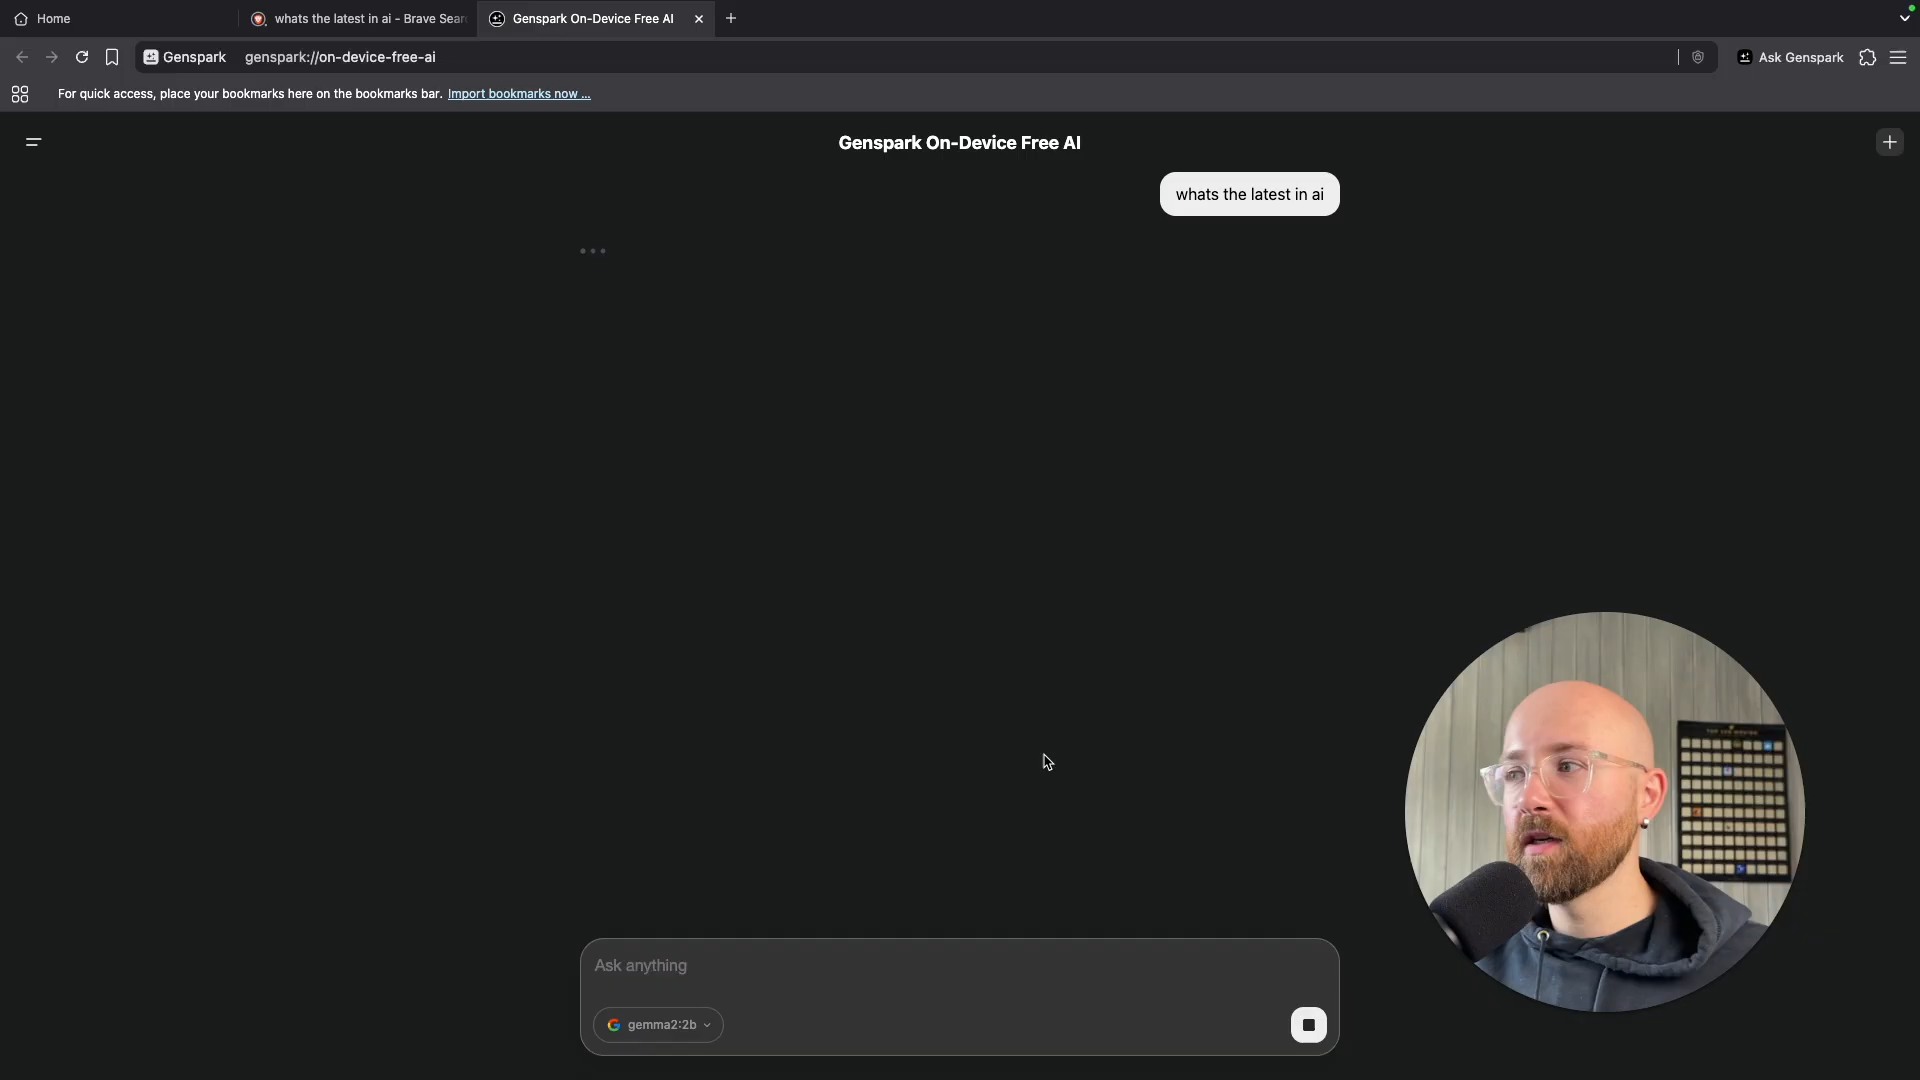 Home
whats the latest in ai - Brave Sear
Genspark On-Device Free AI
Genspark
genspark://on-device-free-ai
Ask Genspark
For quick access, place your bookmarks here on the bookmarks bar. Import bookmarks now ...
Genspark On-Device Free AI
whats the latest in ai
Ask anything
gemma2:2b